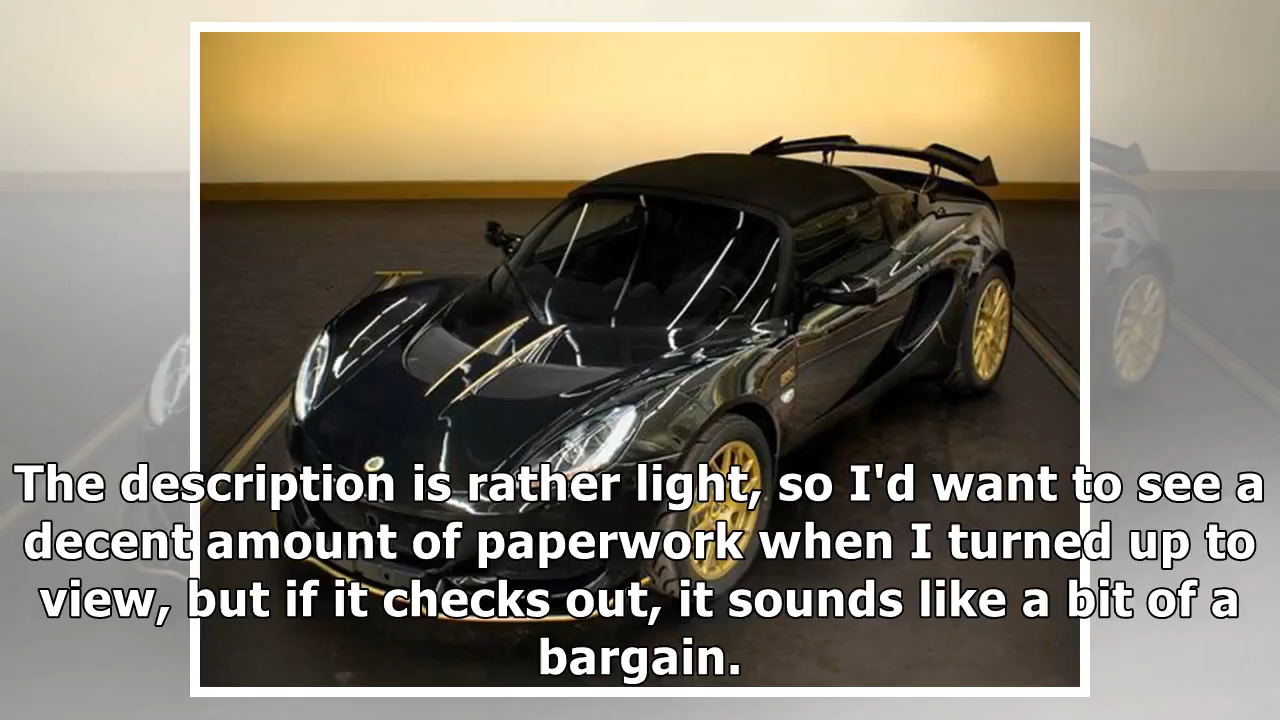 The description is rather light, so I'd want to see a
decent amount of paperwork when I turned up to
view, but if it checks out, it sounds like a bit of a
bargain.